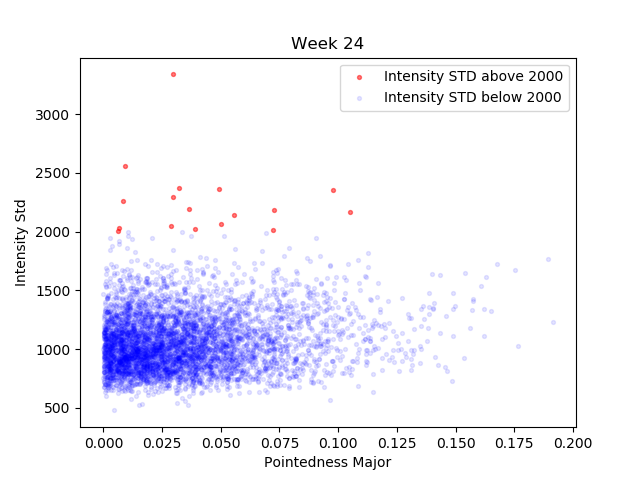 Week 24
Intensity STD above 2000
Intensity STD below 2000
3000
2500
2000
1500
1000
500
Intensity Std
0.000 0.025 0.050 0.075 0.100 0.125 0.150 0.175 0.200
Pointedness Major